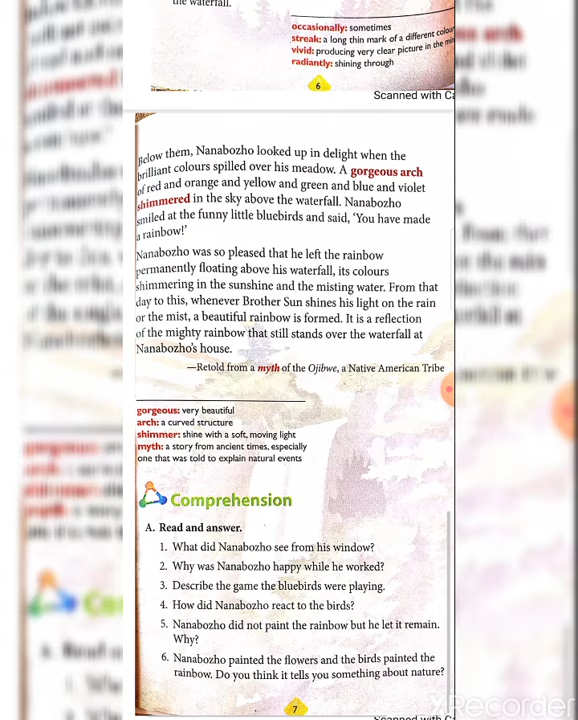 the waterfall.
occasionally: sometimes
streak: a long thin mark of a different colour
vivid: producing very clear picture in the
radiantly: shining through
6
Scanned with
Below them, Nanabozho looked up in delight when the
brilliant colours spilled over his meadow. A gorgeous arch
of red and orange and yellow and green and blue and violet
shimmered in the sky above the waterfall. Nanabozho
smiled at the funny little bluebirds and said, ‘You have made
a rainbow!’
Nanabozho was so pleased that he left the rainbow
permanently floating above his waterfall, its colours
shimmering in the sunshine and the misting water. From that
day to this, whenever Brother Sun shines his light on the rain
or the mist, a beautiful rainbow is formed. It is a reflection
of the mighty rainbow that still stands over the waterfall at
Nanabozho’s house.
—Retold from a myth of the Ojibwe, a Native American Tribe
gorgeous: very beautiful
arch: a curved structure
shimmer: shine with a soft, moving light
myth: a story from ancient times, especially
one that was told to explain natural events
Comprehension
A. Read and answer.
1. What did Nanabozho see from his window?
2. Why was Nanabozho happy while he worked?
3. Describe the game the bluebirds were playing.
4. How did Nanabozho react to the birds?
5. Nanabozho did not paint the rainbow but he let it remain.
Why?
6. Nanabozho painted the flowers and the birds painted the
rainbow. Do you think it tells you something about nature?
7
Scanned with
Recorder